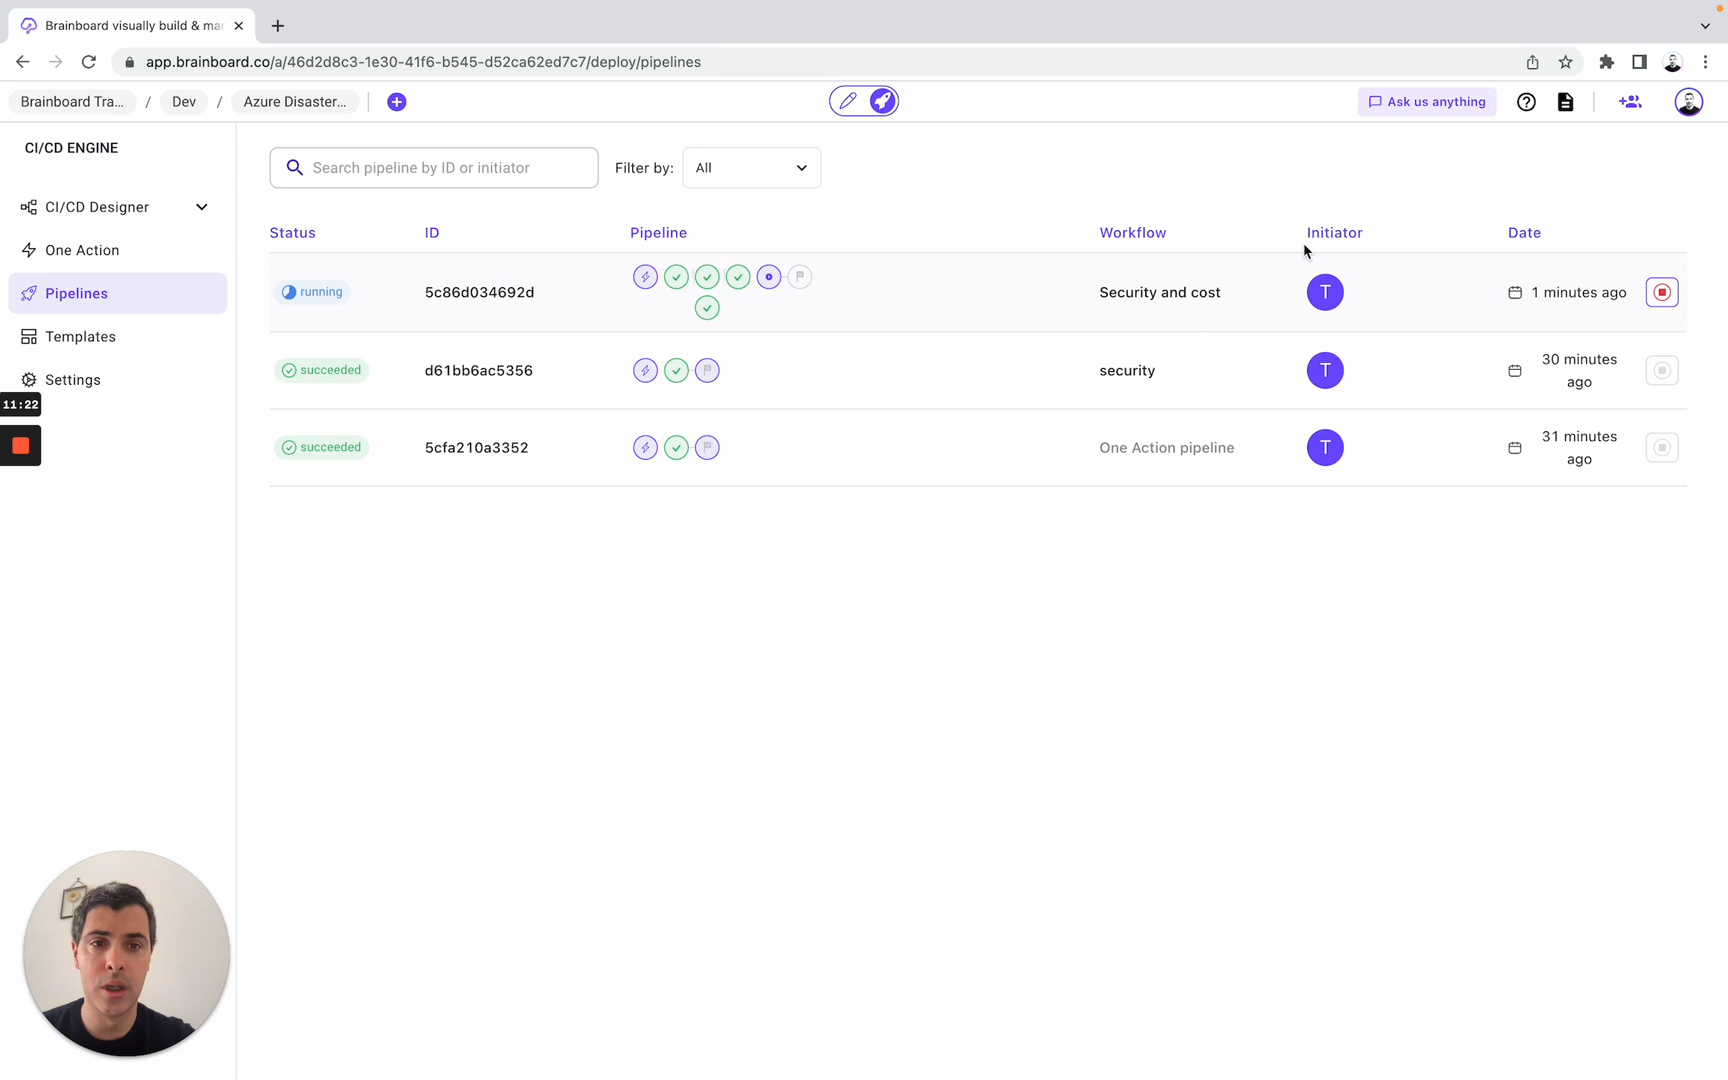 Brainboard visually build & ma
app.brainboard.co/a/46d2d8c3-1e30-41f6-b545-d52ca62ed7c7/deploy/pipelines
Brainboard Tra... / Dev / Azure Disaster...
Ask us anything
CI/CD ENGINE
CI/CD Designer
One Action
Pipelines
Templates
Settings
11:22
Search pipeline by ID or initiator
Filter by: All
Status ID Pipeline Workflow Initiator Date
running 5c86d034692d Security and cost T 1 minutes ago
succeeded d61bb6ac5356 security T 30 minutes
ago
succeeded 5cfa210a3352 One Action pipeline T 31 minutes
ago